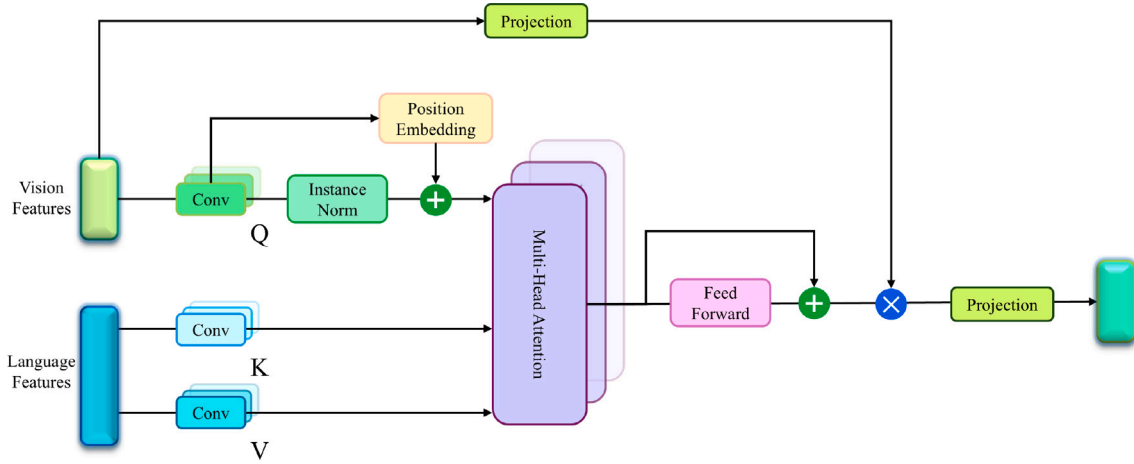 Projection
Position
Embedding
Vision
Features
Conv
Instance
Norm
Q
Multi-Head Attention
Feed
Forward
Projection
Language
Features
Conv
K
Conv
V